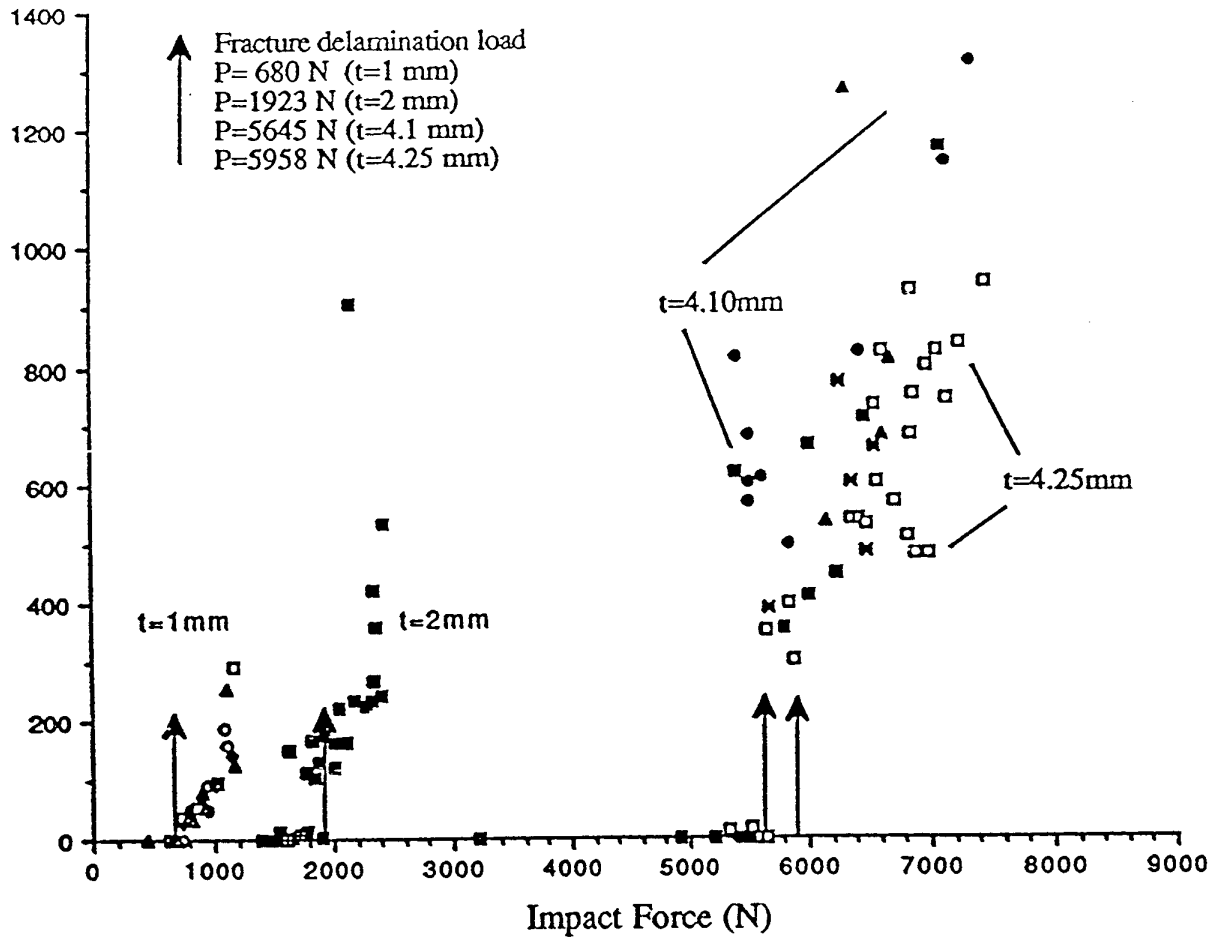 1400
1200
1000
800
600
400
200
0
Fracture delamination load
P= 680 N (t=1 mm)
P=1923 N (t=2 mm)
P=5645 N (t=4.1 mm)
P=5958 N (t=4.25 mm)
t=4.10mm
t=4.25mm
t=1mm
t=2mm
0 1000 2000 3000 4000 5000 6000 7000 8000 9000
Impact Force (N)